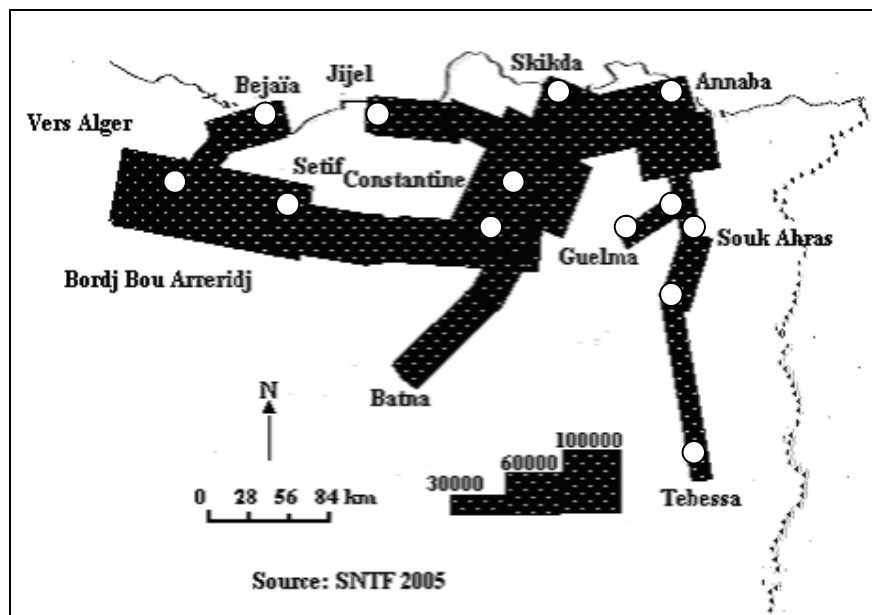 Skikda
Jijel
Bejaïa
Annaba
Vers Alger
Setif
Constantine
Souk Ahras
Guelma
Bordj Bou Arreridj
N
Batna
100000
60000
30000
0 28 56 84 km
Tebessa
Source: SNTF 2005